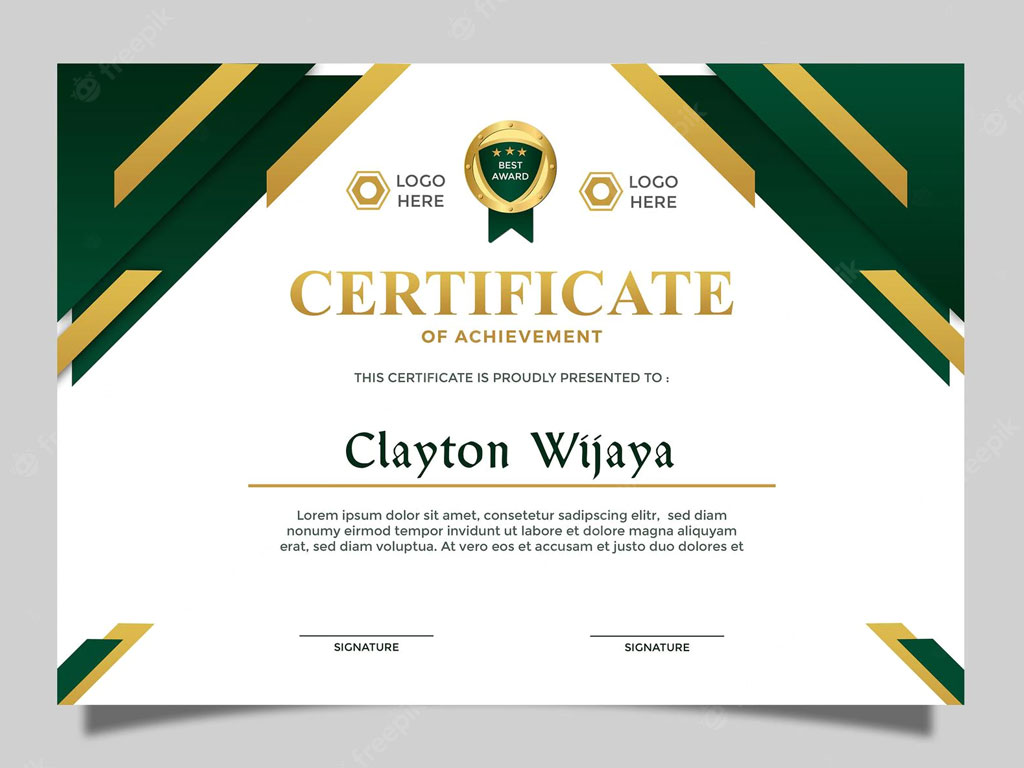 BEST
AWARD
LOGO
HERE
LOGO
HERE
CERTIFICATE
OF ACHIEVEMENT
THIS CERTIFICATE IS PROUDLY PRESENTED TO :
Clayton Wijaya
Lorem ipsum dolor sit amet, consetetur sadipscing elitr, sed diam
nonumy eirmod tempor invidunt ut labore et dolore magna aliquyam
erat, sed diam voluptua. At vero eos et accusam et justo duo dolores et
SIGNATURE
SIGNATURE
freepik
freepik
freepik
freepik